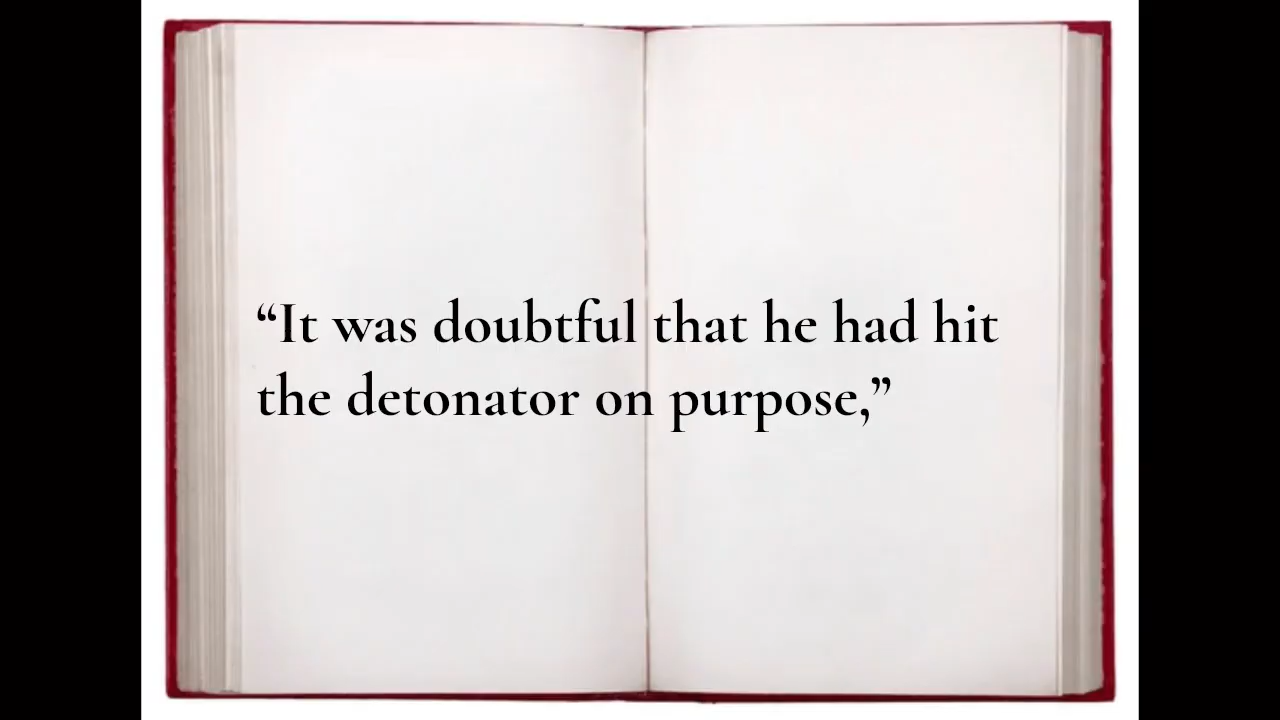 “It was doubtful that he had hit
the detonator on purpose,”